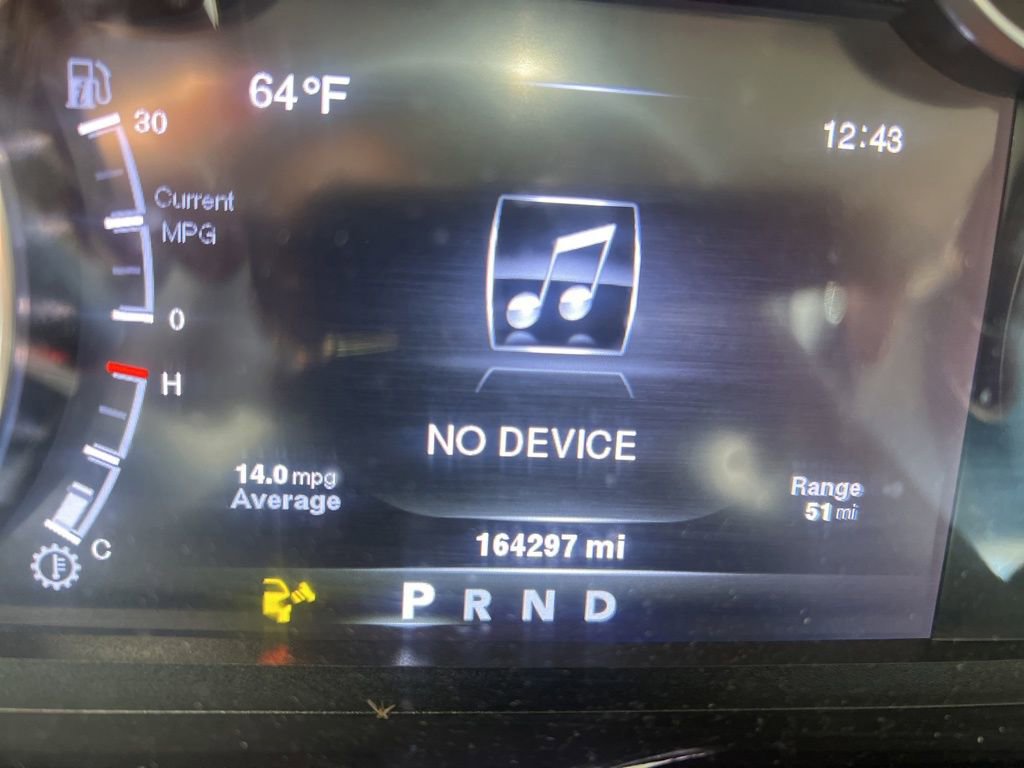 64°F
12:43
30
Current
MPG
0
H
NO DEVICE
14.0 mpg
Average
Range
51 mi
164297 mi
C
P R N D